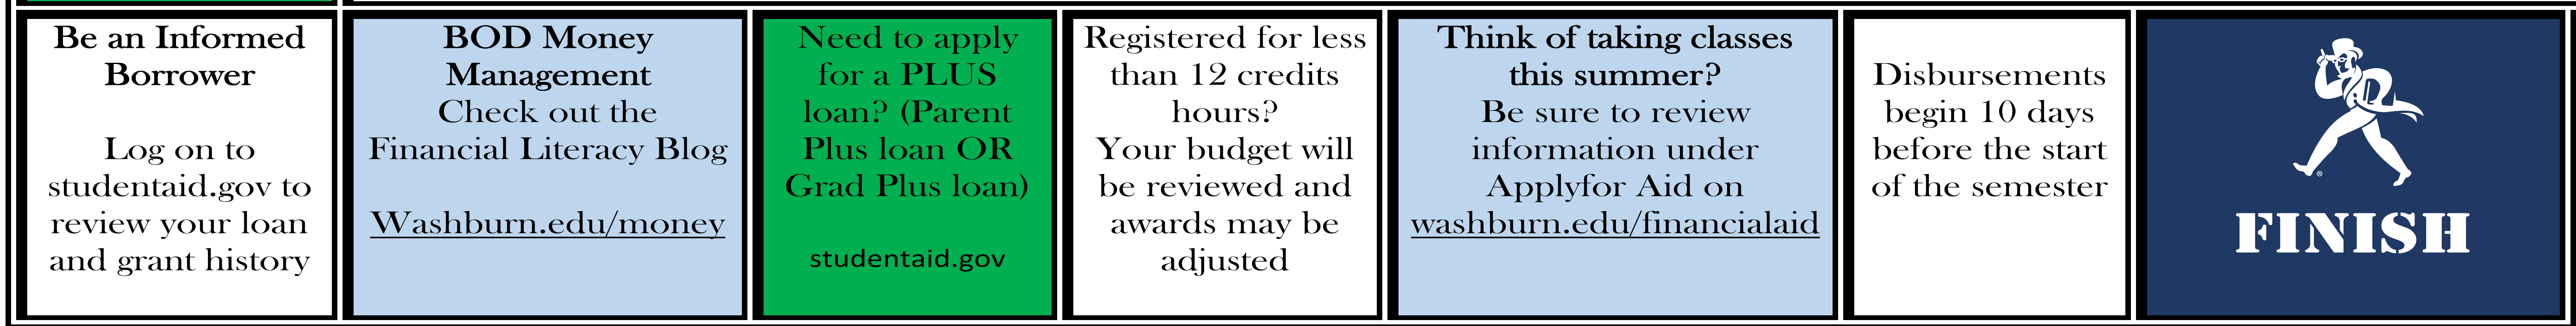 Be an Informed
Borrower
Log on to
studentaid.gov to
review your loan
and grant history
BOD Money
Management
Check out the
Financial Literacy Blog
Washburn.edu/money
Need to apply
for a PLUS
loan? (Parent
Plus loan OR
Grad Plus loan)
studentaid.gov
Registered for less
than 12 credits
hours?
Your budget will
be reviewed and
awards may be
adjusted
Think of taking classes
this summer?
Be sure to review
information under
Applyfor Aid on
washburn.edu/financialaid
Disbursements
begin 10 days
before the start
of the semester
®
FINISH